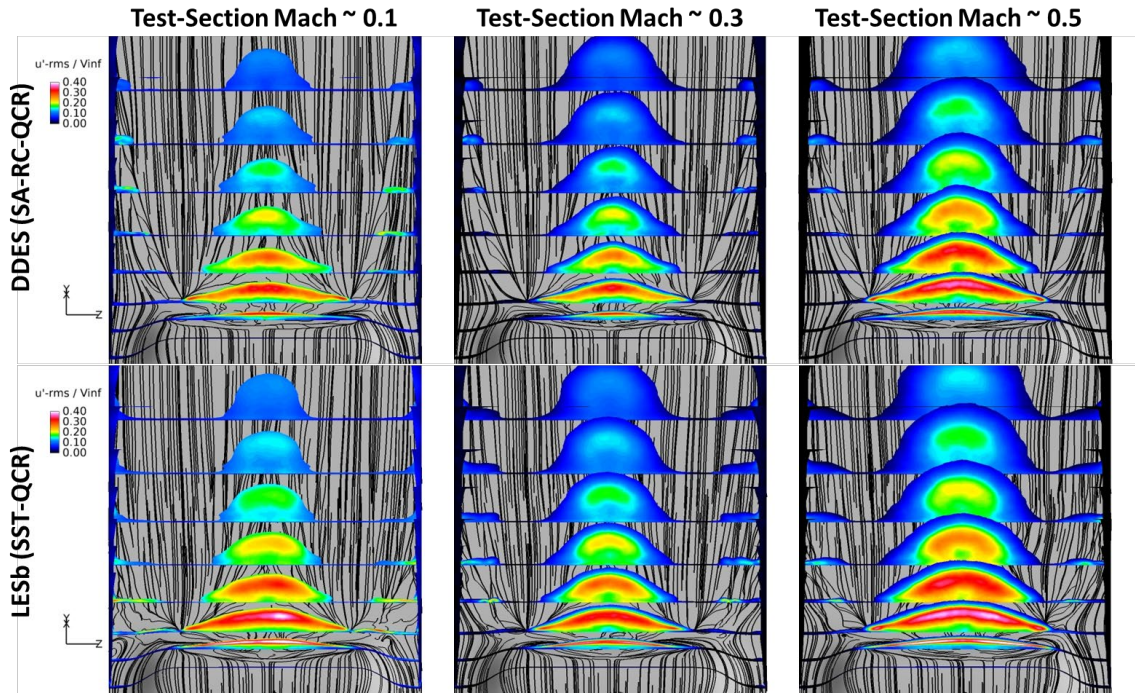 Test-Section Mach ~ 0.1
Test-Section Mach ~ 0.3
Test-Section Mach ~ 0.5
DDES (SA-RC-QCR)
u'-rms / Vinf
0.40
0.30
0.20
0.10
0.00
Y
X
Z
LESb (SST-QCR)
u'-rms / Vinf
0.40
0.30
0.20
0.10
0.00
Y
X
Z